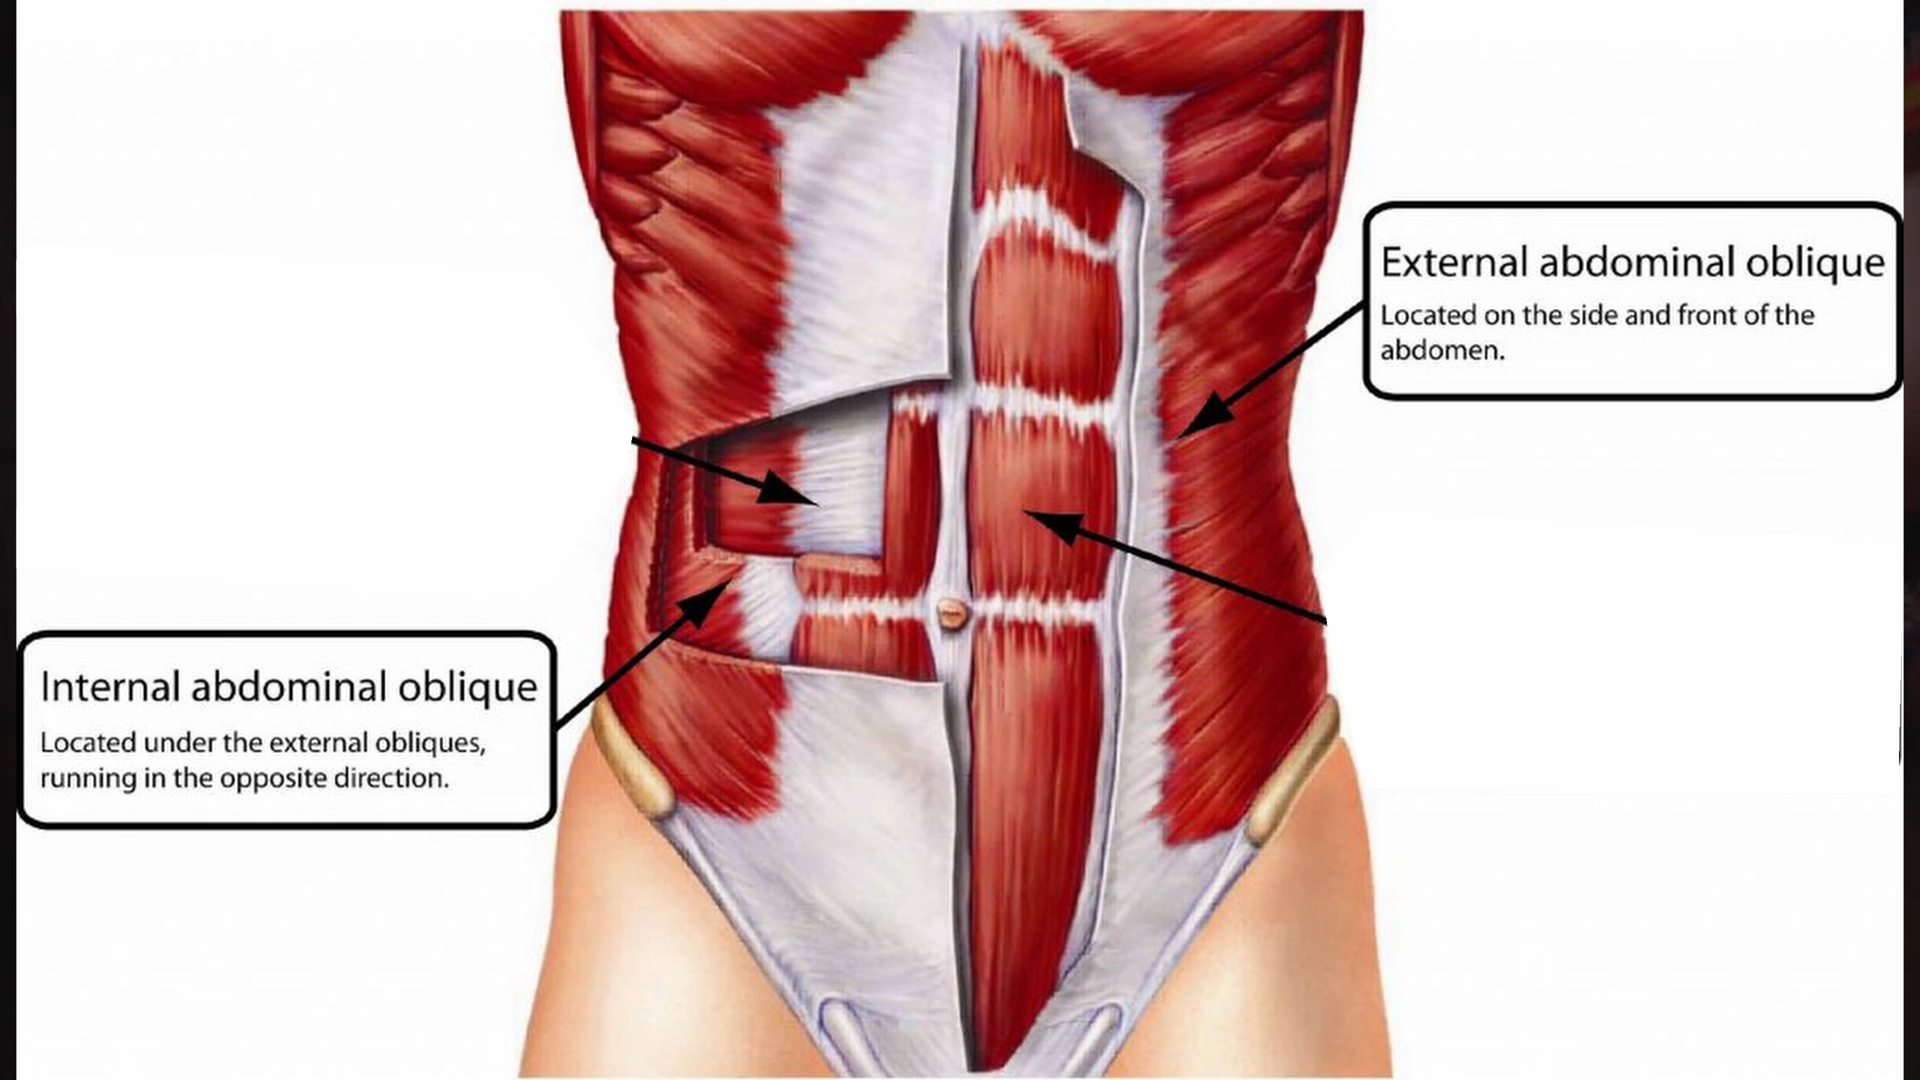 External abdominal oblique
Located on the side and front of the
abdomen.
Internal abdominal oblique
Located under the external obliques,
running in the opposite direction.